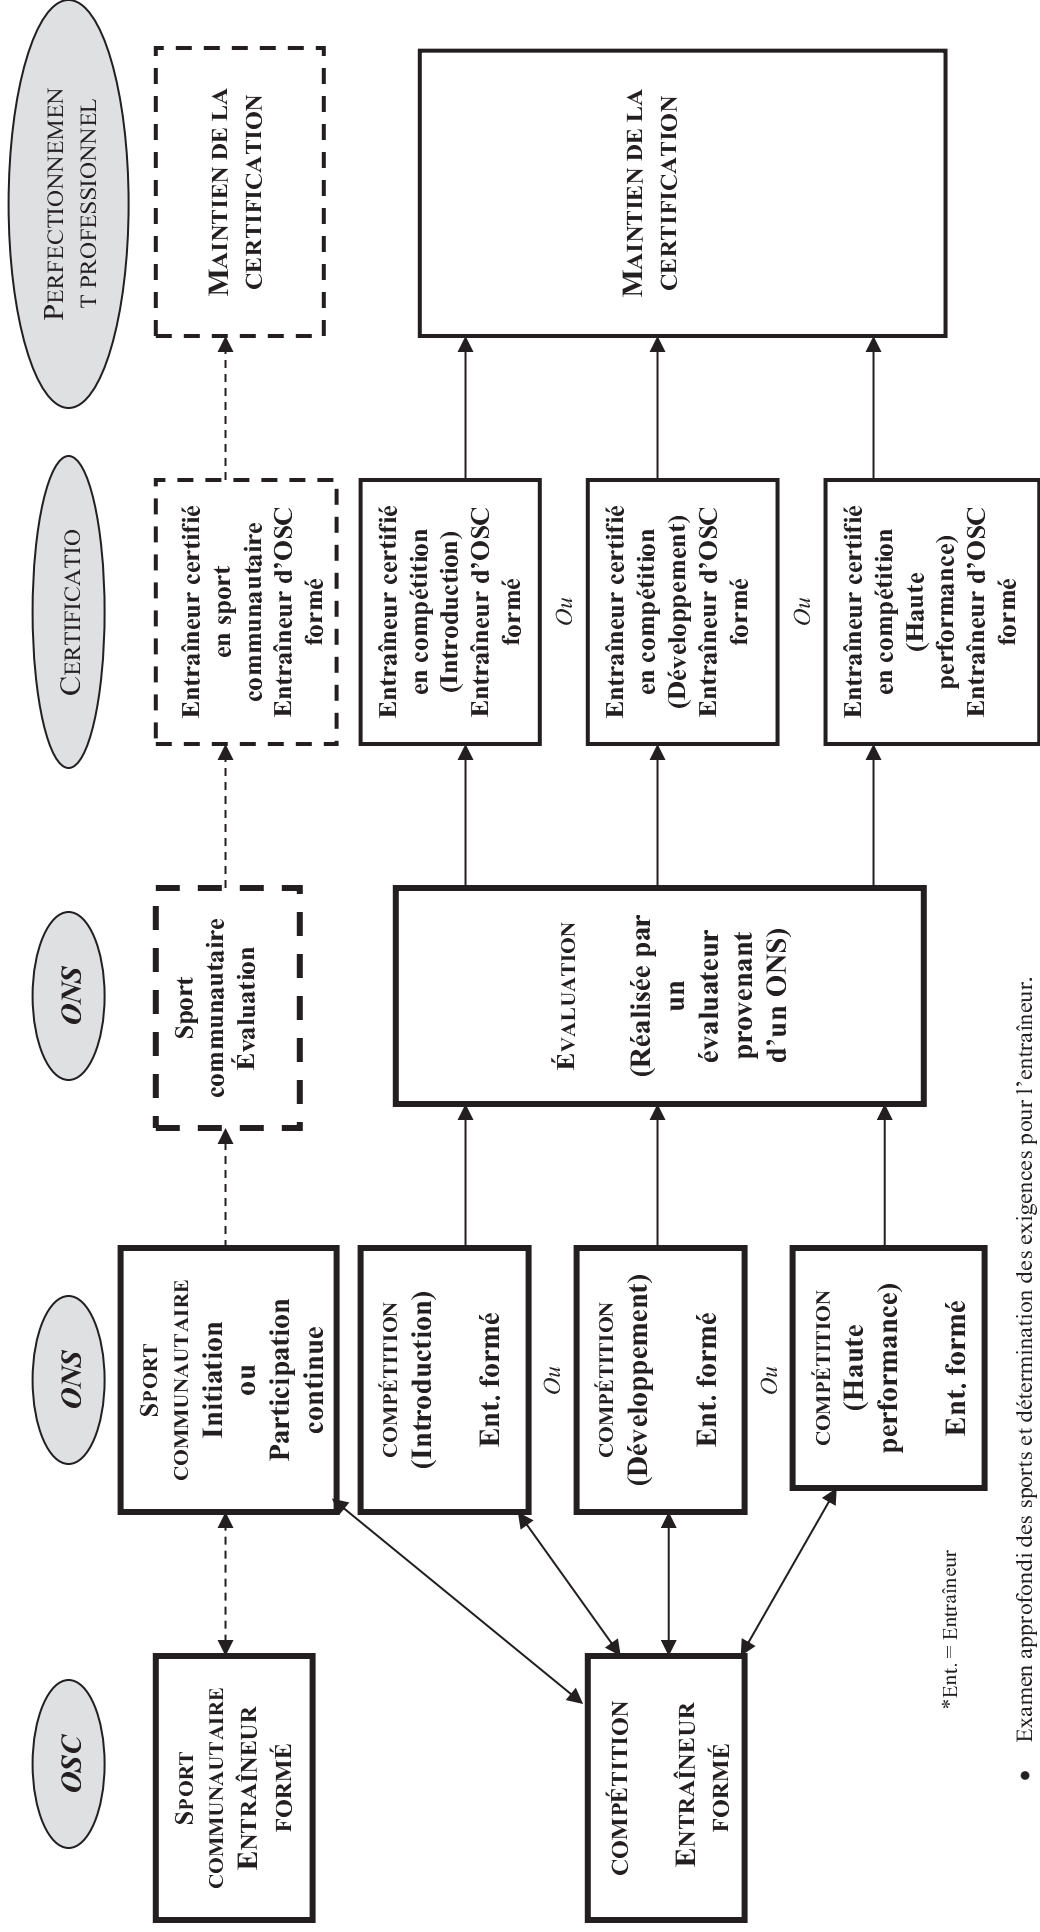 OSC
ONS
ONS
CERTIFICATIO
PERFECTIONNEMEN
T PROFESSIONNEL
SPORT
COMMUNAUTAIRE
ENTRAÎNEUR
FORMÉ
SPORT
COMMUNAUTAIRE
Initiation
ou
Participation
continue
Sport
communautaire
Évaluation
Entraîneur certifié
en sport
communautaire
Entraîneur d'OSC
formé
MAINTIEN DE LA
CERTIFICATION
COMPÉTITION
ENTRAÎNEUR
FORMÉ
COMPÉTITION
(Introduction)
Ent. formé
Ou
COMPÉTITION
(Développement)
Ent. formé
Ou
COMPÉTITION
(Haute
performance)
Ent. formé
ÉVALUATION
(Réalisée par
un
évaluateur
provenant
d'un ONS)
Entraîneur certifié
en compétition
(Introduction)
Entraîneur d'OSC
formé
Ou
Entraîneur certifié
en compétition
(Développement)
Entraîneur d'OSC
formé
Ou
Entraîneur certifié
en compétition
(Haute
performance)
Entraîneur d'OSC
formé
MAINTIEN DE LA
CERTIFICATION
*Ent. = Entraîneur
• Examen approfondi des sports et détermination des exigences pour l'entraîneur.